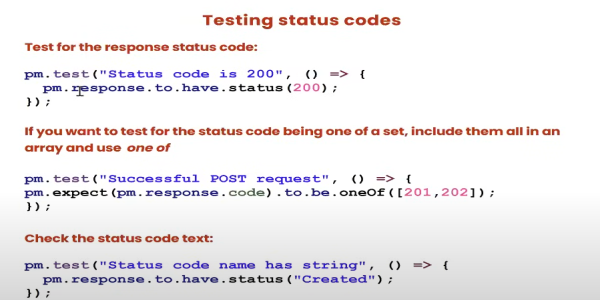 Testing status codes
Test for the response status code:
pm.test("Status code is 200", () => {
pm.response.to.have.status(200);
});
If you want to test for the status code being one of a set, include them all in an
array and use one of
pm.test("Successful POST request", () => {
pm.expect(pm.response.code).to.be.oneOf([201,202]);
});
Check the status code text:
pm.test("Status code name has string", () => {
pm.response.to.have.status("Created");
});